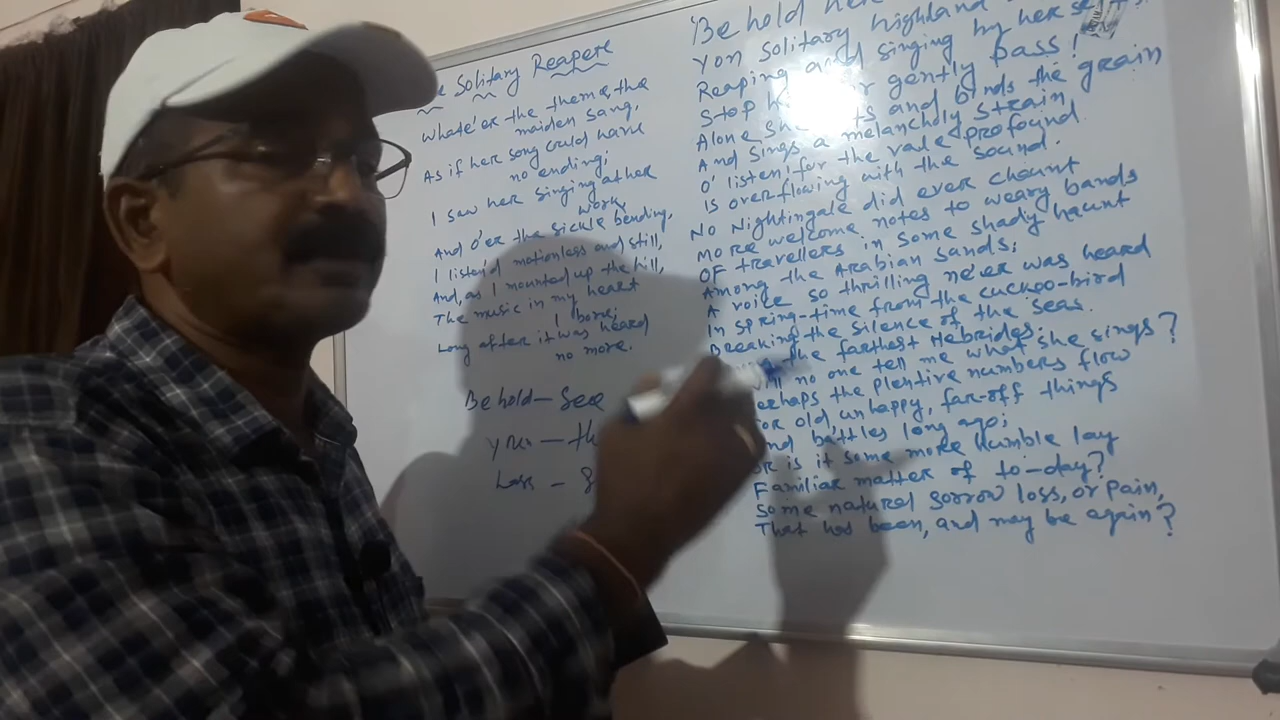 Solitary Reapere
Whate'er the theme the
maiden sang,
As if her song could have
no ending;
I saw her singing at her
work,
And o'er the sickle bending,
I listen'd motionless and still,
And, as I mounted up the hill,
The music in my heart
I bore,
Long after it was heard
no more.
Behold - See
yon - th
Lass - g
Behold her
Yon solitary highland
Reaping and singing by herself
Stop gently pass!
Alone she and binds the grain
And sings a melancholy strain
O' listen! for the vale profound
Is overflowing with the sound.
No Nightingale did ever chaunt
More welcome notes to weary bands
OF travellers in some shady haunt
Among the Arabian sands:
A voice so thrilling ne'er was heard
In spring-time from the cuckoo-bird
Breaking the silence of the seas.
the farthest Hebrides.
no one tell me what she sings?
erhaps the plentive numbers flow
For old, unhappy, far-off things
nd battles long ago;
OR is it some more humble lay
Familiar matter of to-day?
Some natural sorrow loss, or pain,
That has been, and may be again?